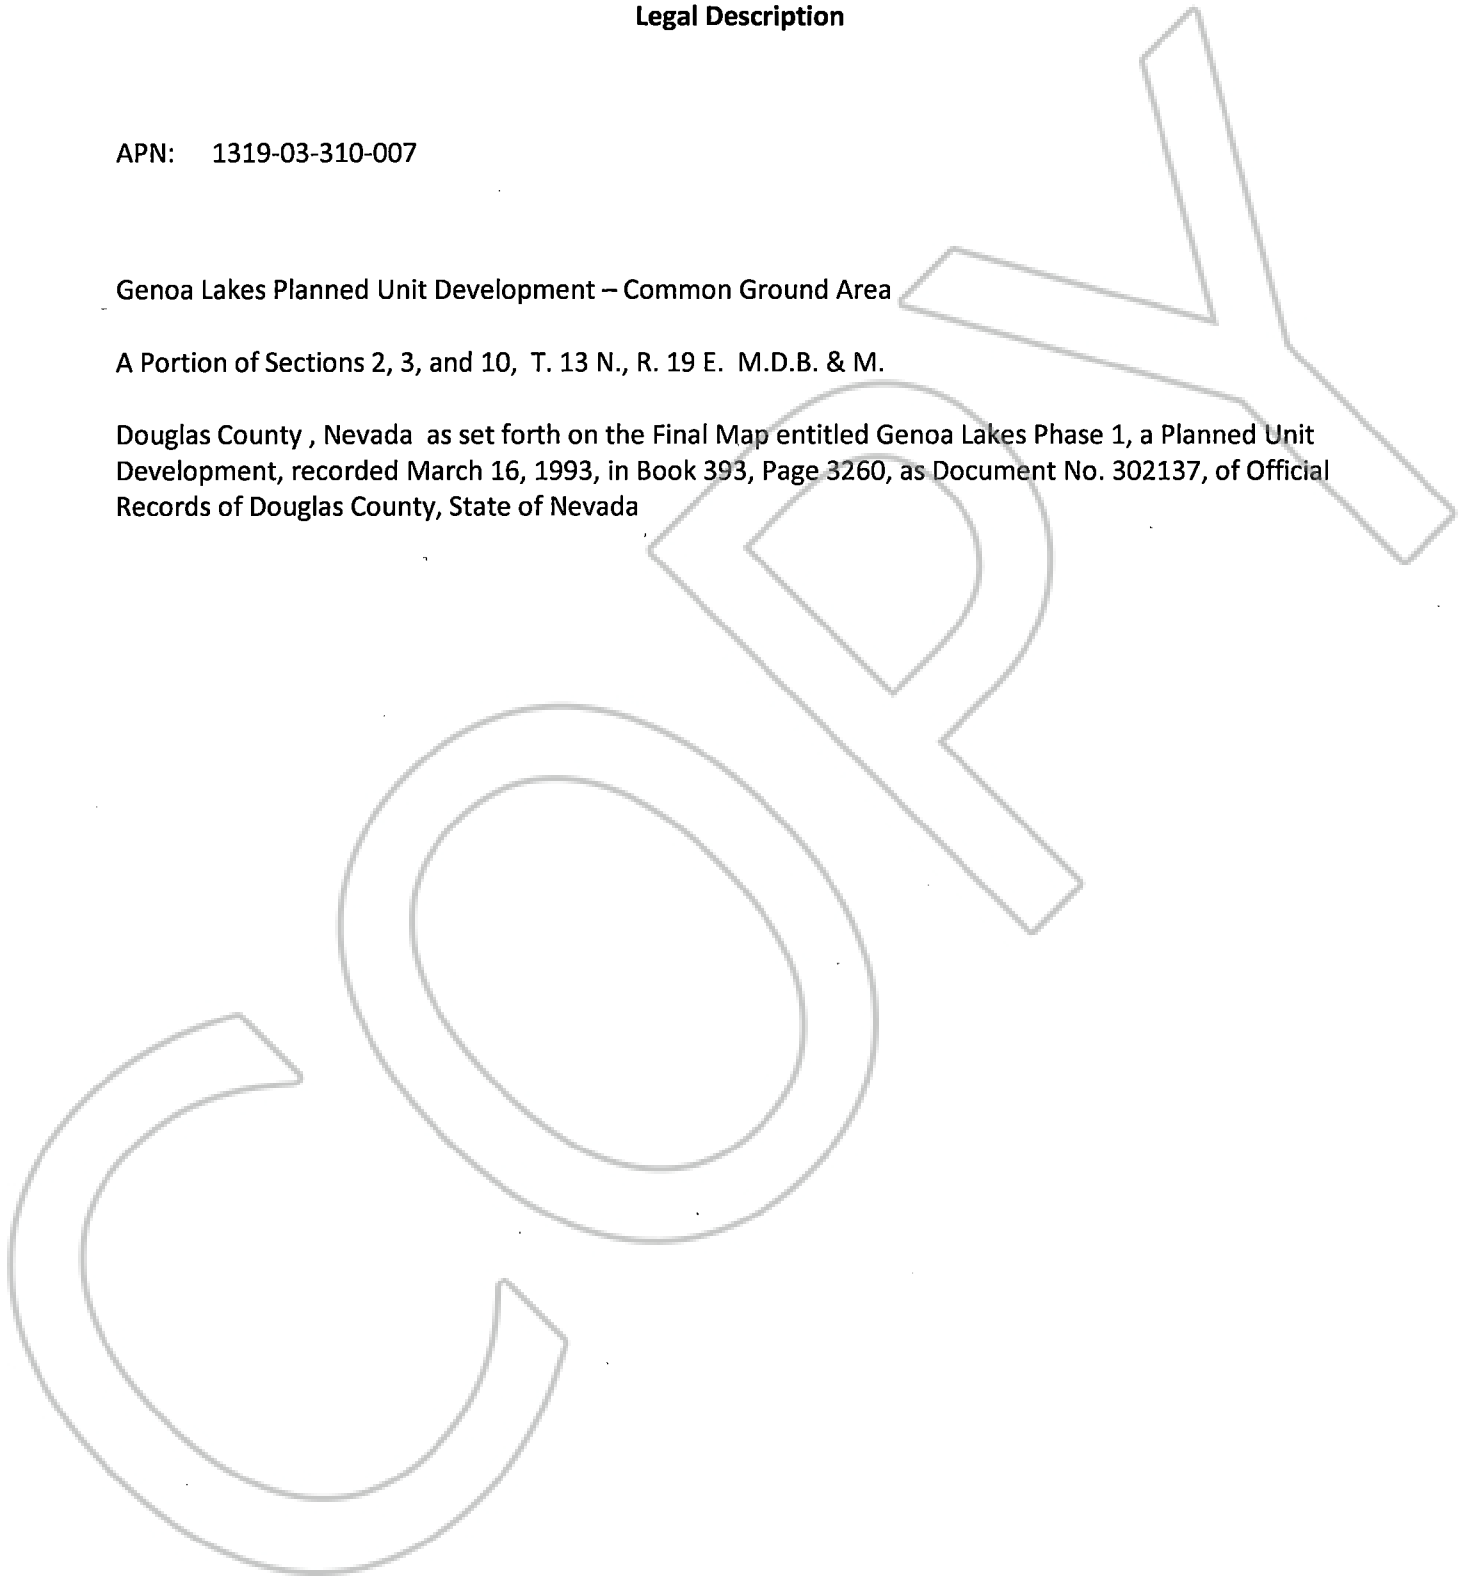 Legal Description
APN: 1319-03-310-007
Genoa Lakes Planned Unit Development – Common Ground Area
A Portion of Sections 2, 3, and 10, T. 13 N., R. 19 E. M.D.B. & M.
Douglas County , Nevada as set forth on the Final Map entitled Genoa Lakes Phase 1, a Planned Unit
Development, recorded March 16, 1993, in Book 393, Page 3260, as Document No. 302137, of Official
Records of Douglas County, State of Nevada
COPY